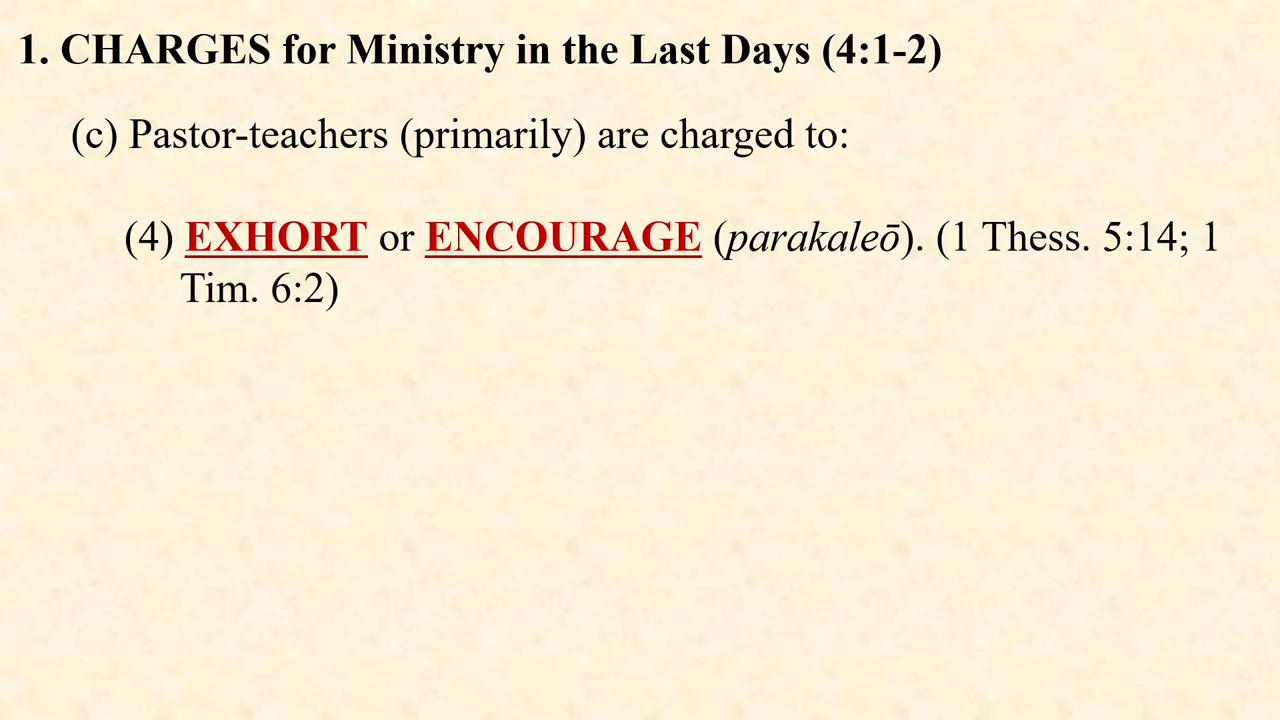 1. CHARGES for Ministry in the Last Days (4:1-2)
(c) Pastor-teachers (primarily) are charged to:
(4) EXHORT or ENCOURAGE (parakaleō). (1 Thess. 5:14; 1
Tim. 6:2)